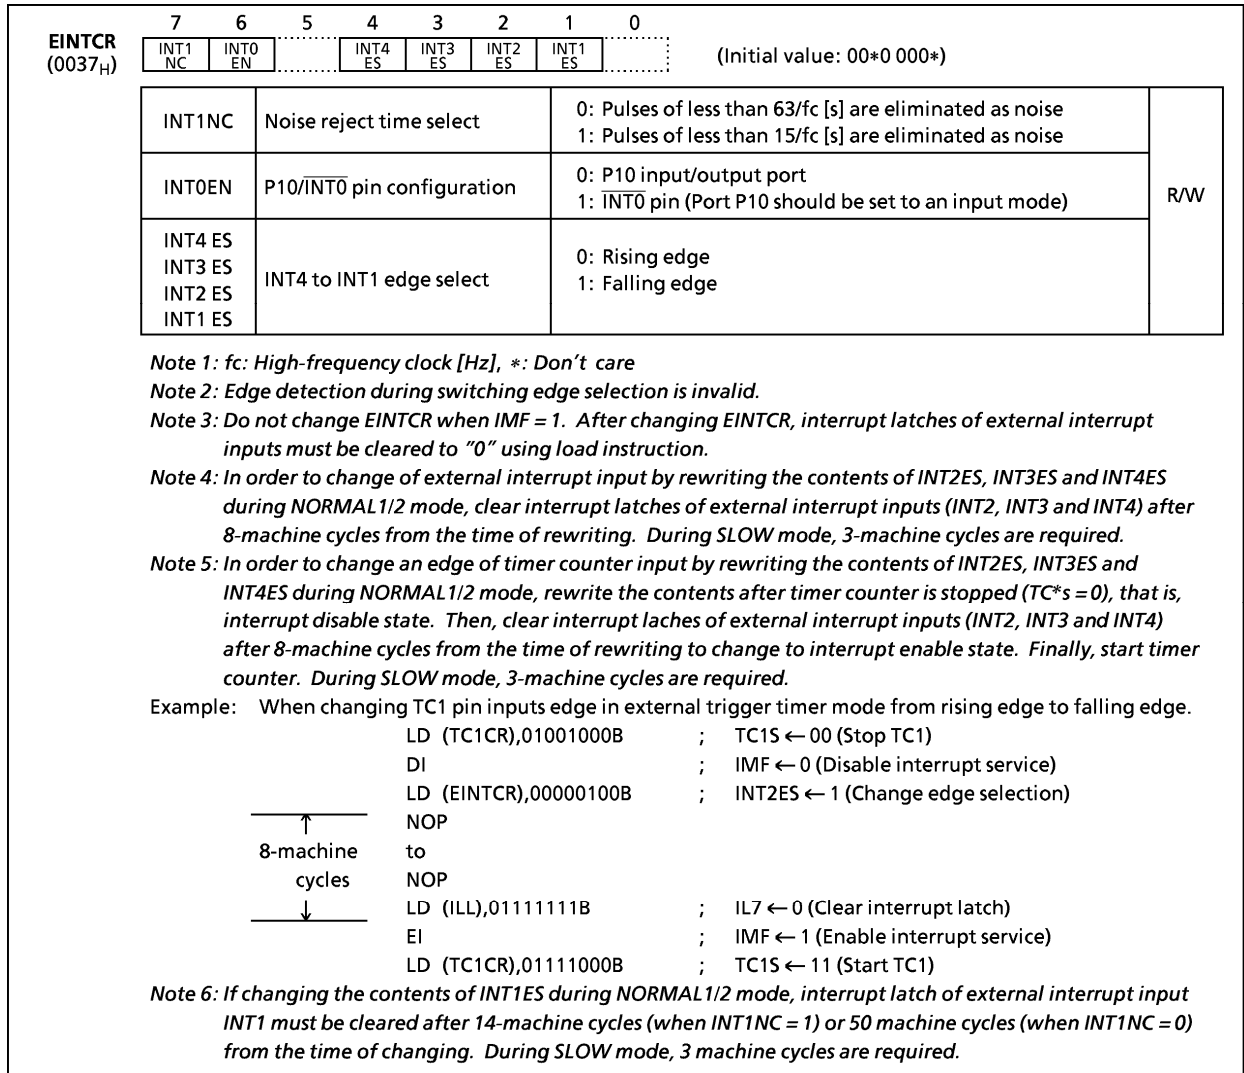 7 6 5 4 3 2 1 0
EINTCR
(0037H)
INT1 NC INT0 EN INT4 ES INT3 ES INT2 ES INT1 ES (Initial value: 00*0 000*)
INT1NC Noise reject time select 0: Pulses of less than 63/fc [s] are eliminated as noise
1: Pulses of less than 15/fc [s] are eliminated as noise
INT0EN P10/INT0 pin configuration 0: P10 input/output port
1: INT0 pin (Port P10 should be set to an input mode)
R/W
INT4 ES
INT3 ES
INT2 ES
INT1 ES
INT4 to INT1 edge select
0: Rising edge
1: Falling edge
Note 1: fc: High-frequency clock [Hz], *: Don't care
Note 2: Edge detection during switching edge selection is invalid.
Note 3: Do not change EINTCR when IMF = 1. After changing EINTCR, interrupt latches of external interrupt
inputs must be cleared to "0" using load instruction.
Note 4: In order to change of external interrupt input by rewriting the contents of INT2ES, INT3ES and INT4ES
during NORMAL1/2 mode, clear interrupt latches of external interrupt inputs (INT2, INT3 and INT4) after
8-machine cycles from the time of rewriting. During SLOW mode, 3-machine cycles are required.
Note 5: In order to change an edge of timer counter input by rewriting the contents of INT2ES, INT3ES and
INT4ES during NORMAL1/2 mode, rewrite the contents after timer counter is stopped (TC*s = 0), that is,
interrupt disable state. Then, clear interrupt laches of external interrupt inputs (INT2, INT3 and INT4)
after 8-machine cycles from the time of rewriting to change to interrupt enable state. Finally, start timer
counter. During SLOW mode, 3-machine cycles are required.
Example: When changing TC1 pin inputs edge in external trigger timer mode from rising edge to falling edge.
LD (TC1CR),01001000B ; TC1S ← 00 (Stop TC1)
DI ; IMF ← 0 (Disable interrupt service)
LD (EINTCR),00000100B ; INT2ES ← 1 (Change edge selection)
NOP
8-machine to
cycles NOP
LD (ILL),01111111B ; IL7 ← 0 (Clear interrupt latch)
EI ; IMF ← 1 (Enable interrupt service)
LD (TC1CR),01111000B ; TC1S ← 11 (Start TC1)
Note 6: If changing the contents of INT1ES during NORMAL1/2 mode, interrupt latch of external interrupt input
INT1 must be cleared after 14-machine cycles (when INT1NC = 1) or 50 machine cycles (when INT1NC = 0)
from the time of changing. During SLOW mode, 3 machine cycles are required.